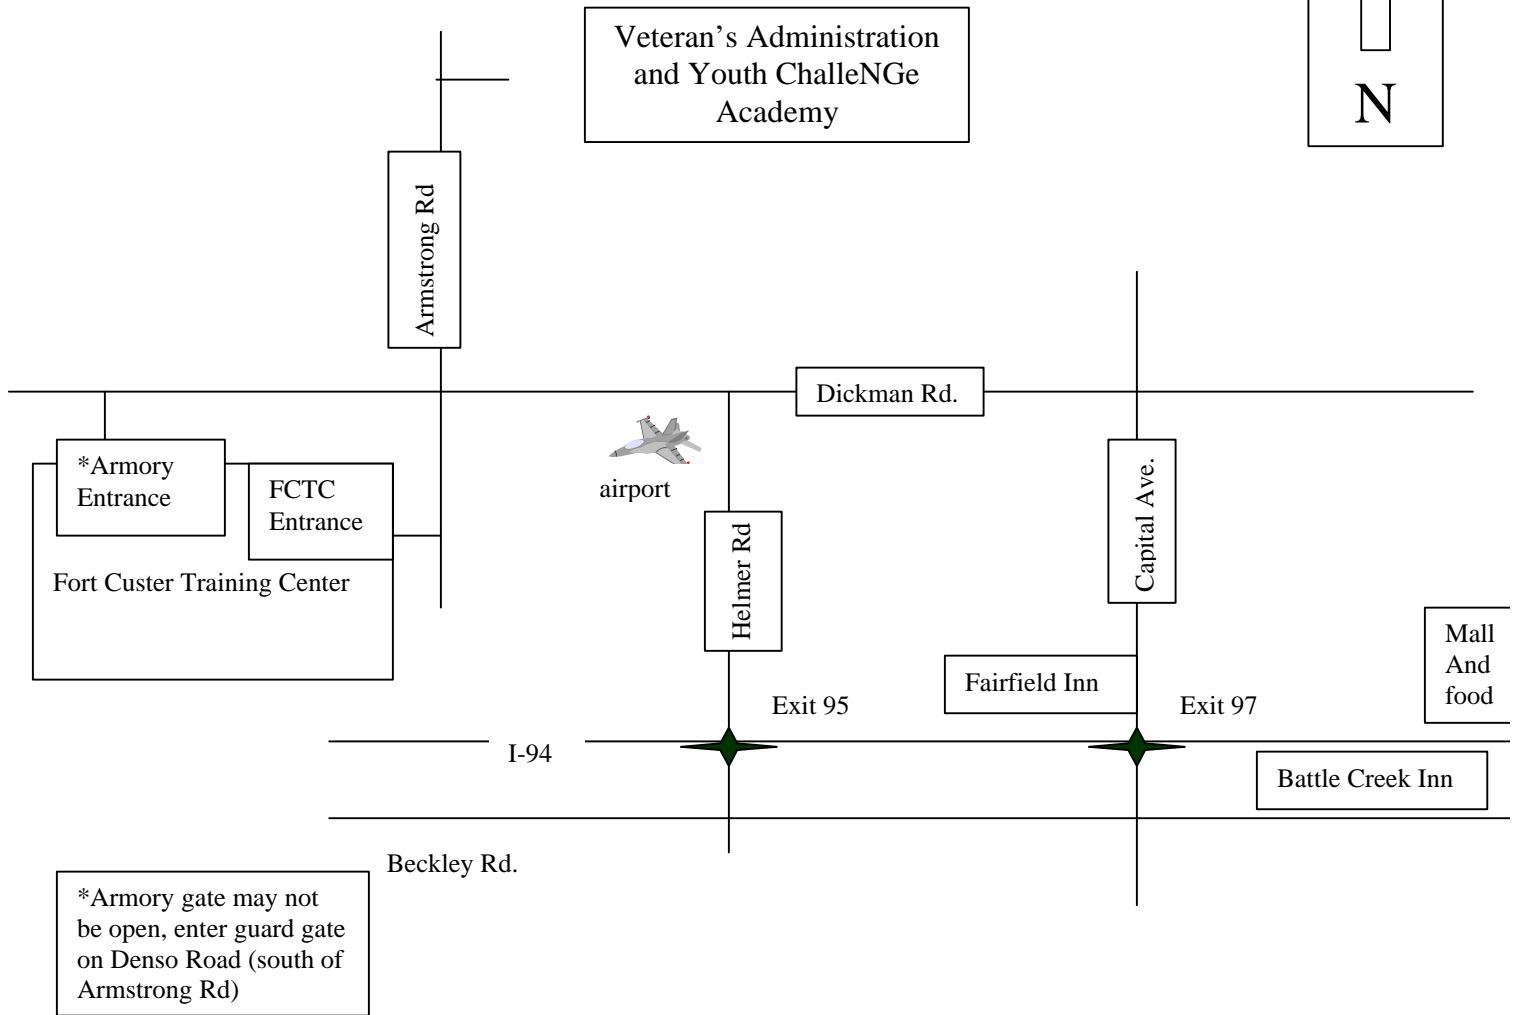 Veteran’s Administration
and Youth ChalleNGe
Academy
N
Armstrong Rd
Dickman Rd.
*Armory
Entrance
FCTC
Entrance
Fort Custer Training Center
airport
Helmer Rd
Capital Ave.
Mall
And
food
Fairfield Inn
Exit 95
Exit 97
I-94
Battle Creek Inn
Beckley Rd.
*Armory gate may not
be open, enter guard gate
on Denso Road (south of
Armstrong Rd)